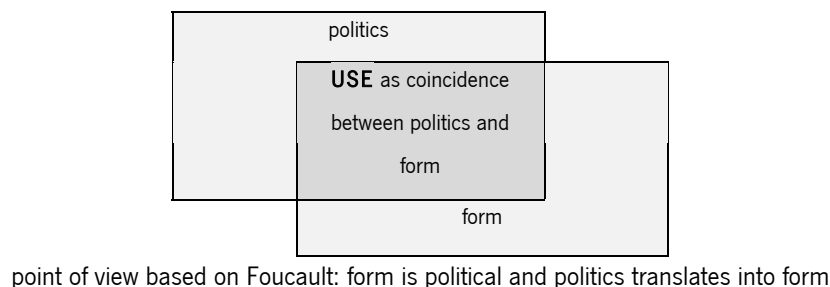 politics
USE as coincidence
between politics and
form
form
point of view based on Foucault: form is political and politics translates into form